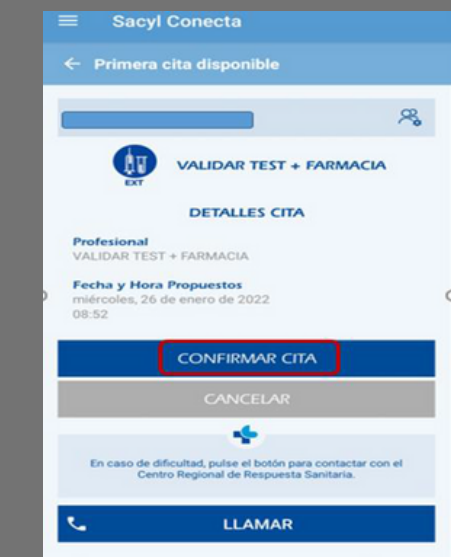 Sacyl Conecta
Primera cita disponible
EXT
VALIDAR TEST + FARMACIA
DETALLES CITA
Profesional
VALIDAR TEST + FARMACIA
Fecha y Hora Propuestos
miércoles, 26 de enero de 2022
08:52
CONFIRMAR CITA
CANCELAR
En caso de dificultad, pulse el botón para contactar con el
Centro Regional de Respuesta Sanitaria.
LLAMAR